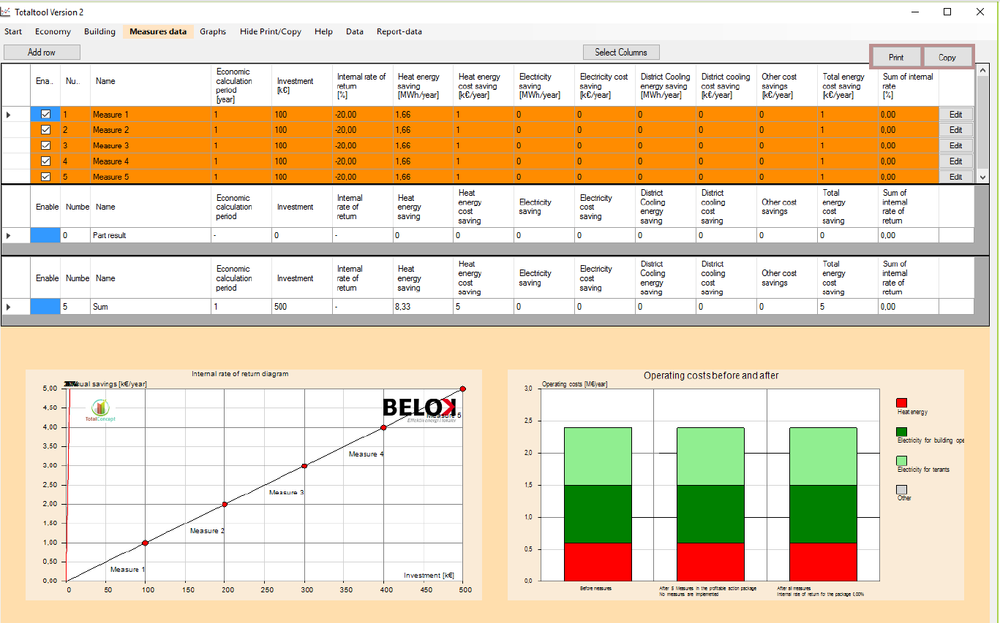 Totaltool Version 2
Start Economy Building Measures data Graphs Hide Print/Copy Help Data Report-data
Add row Select Columns Print Copy
Ena.. Nu.. Name Economic calculation period [year] Investment [k€] Internal rate of return [%] Heat energy saving [MWh/year] Heat energy cost saving [k€/year] Electricity saving [MWh/year] Electricity cost saving [k€/year] District Cooling energy saving [MWh/year] District cooling cost saving [k€/year] Other cost savings [k€/year] Total energy cost saving [k€/year] Sum of internal rate [%]
1 Measure 1 1 100 -20,00 1,66 1 0 0 0 0 0 1 0,00 Edit
2 Measure 2 1 100 -20,00 1,66 1 0 0 0 0 0 1 0,00 Edit
3 Measure 3 1 100 -20,00 1,66 1 0 0 0 0 0 1 0,00 Edit
4 Measure 4 1 100 -20,00 1,66 1 0 0 0 0 0 1 0,00 Edit
5 Measure 5 1 100 -20,00 1,66 1 0 0 0 0 0 1 0,00 Edit
Enable Numbe Name Economic calculation period Investment Internal rate of return Heat energy saving Heat energy cost saving Electricity saving Electricity cost saving District Cooling energy saving District cooling cost saving Other cost savings Total energy cost saving Sum of internal rate of return
0 Part result - 0 - 0 0 0 0 0 0 0 0 0,00
Enable Numbe Name Economic calculation period Investment Internal rate of return Heat energy saving Heat energy cost saving Electricity saving Electricity cost saving District Cooling energy saving District cooling cost saving Other cost savings Total energy cost saving Sum of internal rate of return
5 Sum 1 500 - 8,33 5 0 0 0 0 0 5 0,00
Internal rate of return diagram
savings [k€/year]
5,00
4,50
4,00
3,50
3,00
2,50
2,00
1,50
1,00
0,50
0,00
TotalConcept
BELOK
Effektiv energi i lokaler
Measure 5
Measure 4
Measure 3
Measure 2
Measure 1
Investment [k€]
0 50 100 150 200 250 300 350 400 450 500
Operating costs before and after
Operating costs [M€/year]
3,0
2,5
2,0
1,5
1,0
0,5
0,0
Before measures
After 5 Measures in the profitable action package
No measures are implemented
After all measures
Internal rate of return for the package 0,00%
Heat energy
Electricity for building ope
Electricity for tenants
Other